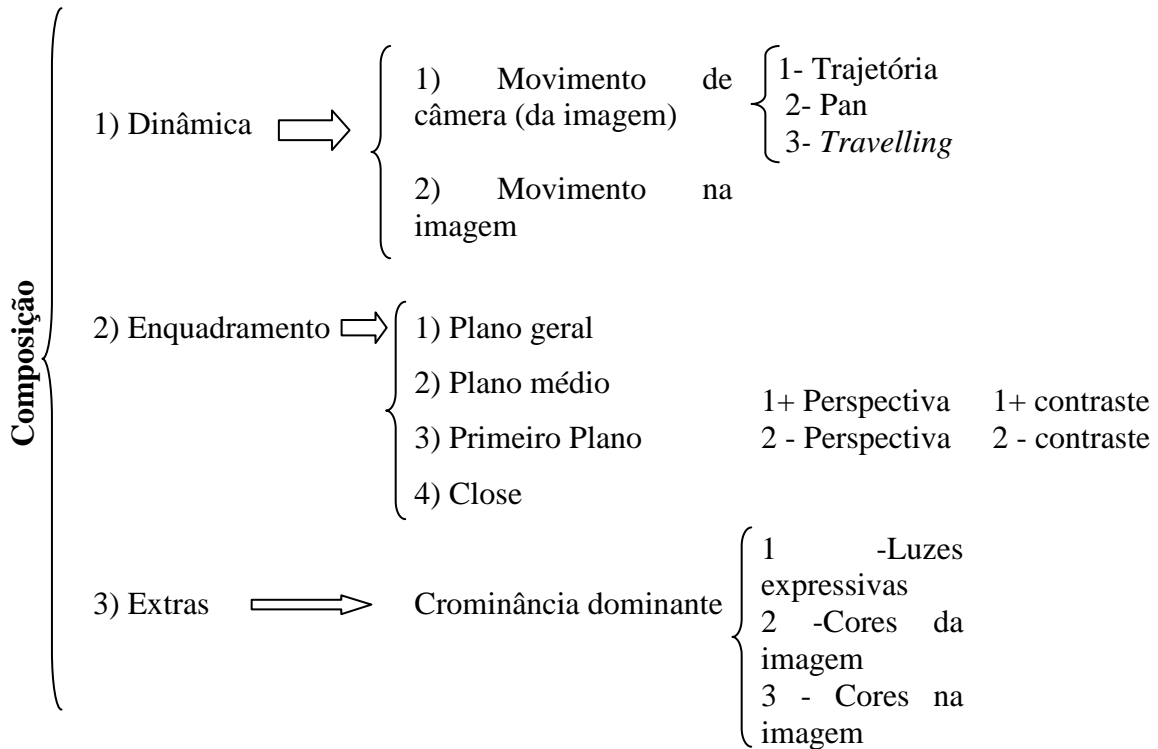 Composição
1) Dinâmica
1) Movimento de
câmera (da imagem)
1- Trajetória
2- Pan
3- Travelling
2) Movimento na
imagem
2) Enquadramento
1) Plano geral
2) Plano médio
3) Primeiro Plano
4) Close
1+ Perspectiva 1+ contraste
2 - Perspectiva 2 - contraste
3) Extras
Crominância dominante
1 -Luzes
expressivas
2 -Cores da
imagem
3 - Cores na
imagem